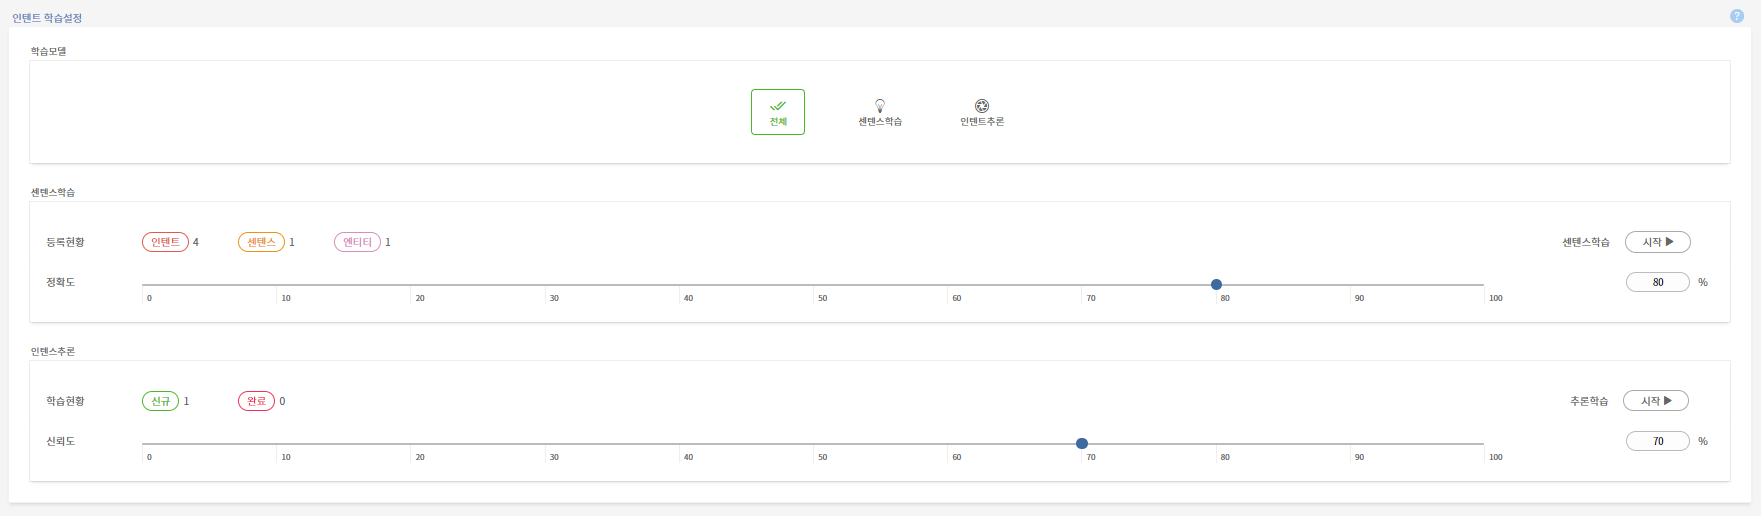 인텐트 학습설정
?
학습모델
전체 센텐스학습 인텐트추론
센텐스학습
등록현황 인텐트 4 센텐스 1 엔티티 1 센텐스학습 시작 ▶
정확도 80 %
0 10 20 30 40 50 60 70 80 90 100
인텐스추론
학습현황 신규 1 완료 0 추론학습 시작 ▶
신뢰도 70 %
0 10 20 30 40 50 60 70 80 90 100